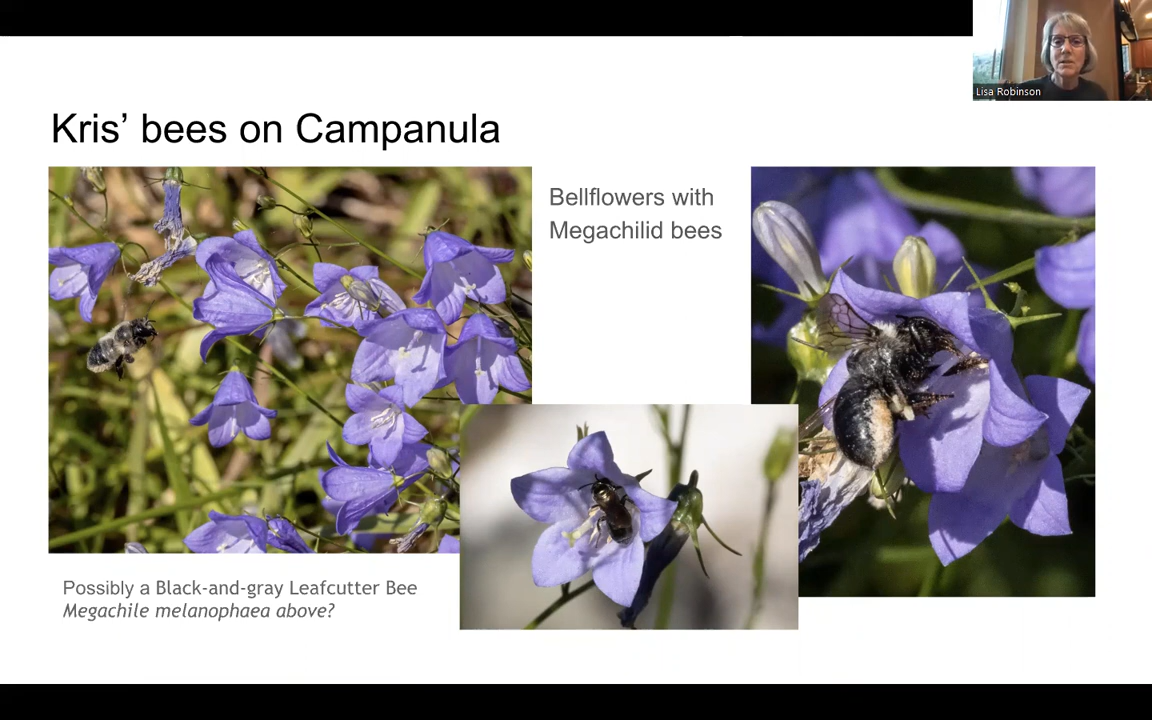 Lisa Robinson
Kris’ bees on Campanula
Bellflowers with
Megachilid bees
Possibly a Black-and-gray Leafcutter Bee
Megachile melanophaea above?